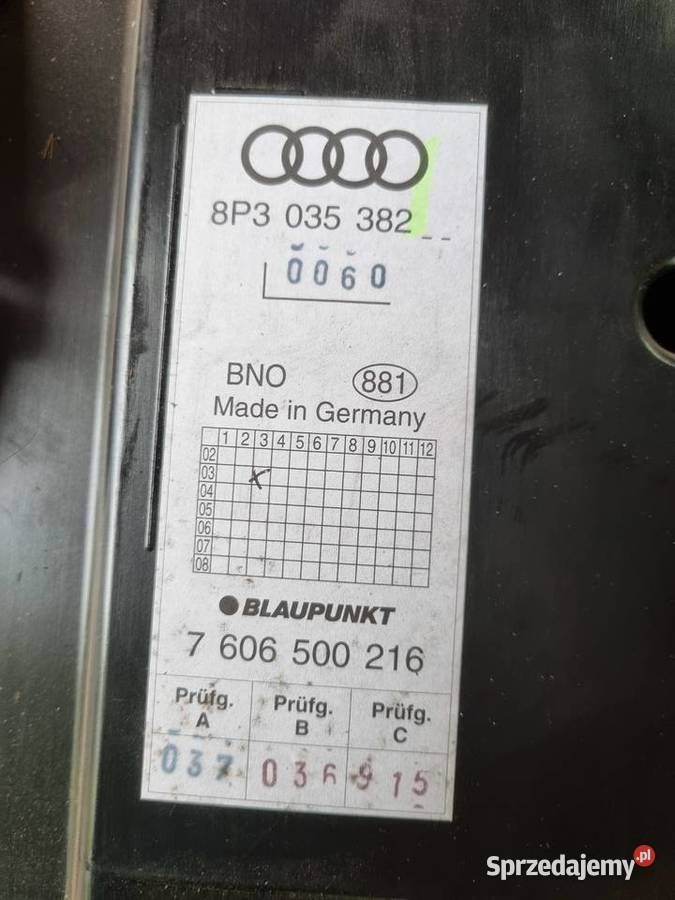 8P3 035 382 _ _
0060
BNO 881
Made in Germany
1 2 3 4 5 6 7 8 9 10 11 12
02
03 X
04
05
06
07
08
BLAUPUNKT
7 606 500 216
Prüfg. A Prüfg. B Prüfg. C
037 036 915
Sprzedajemy.pl